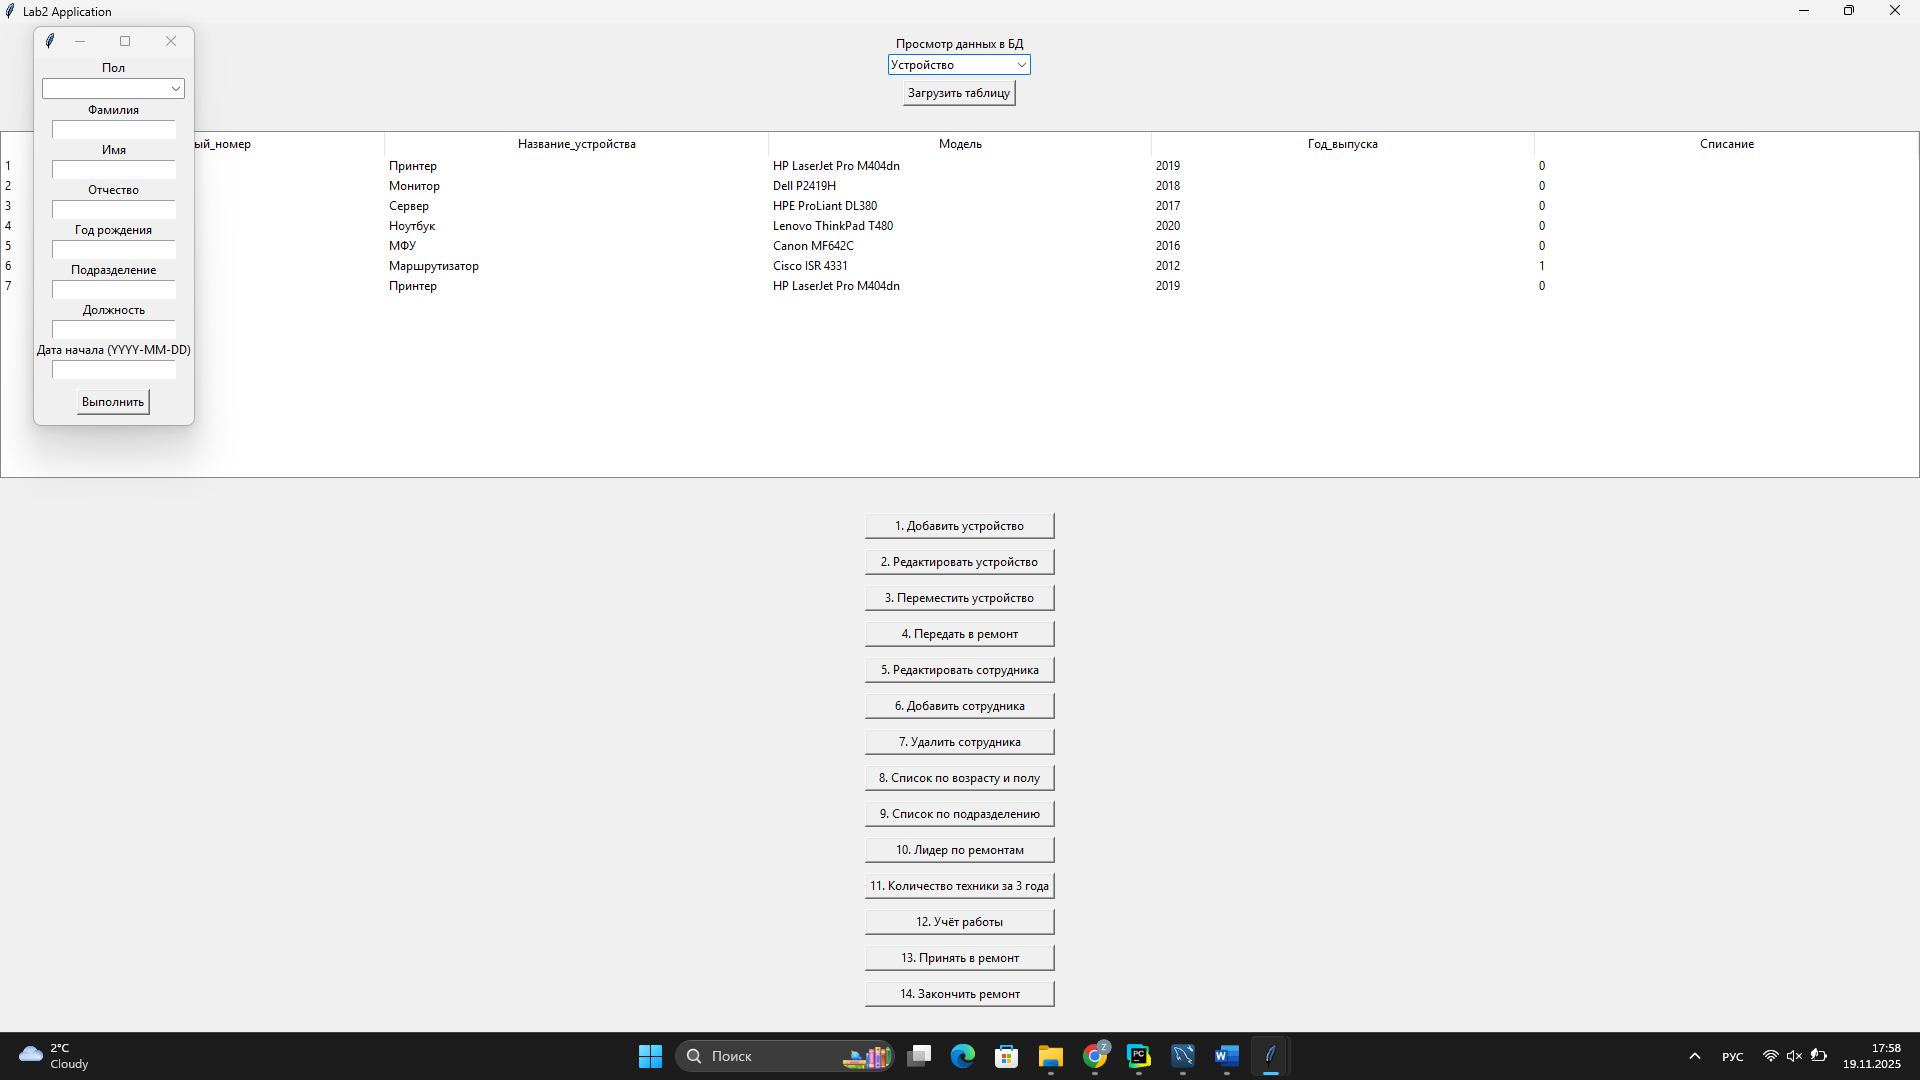 Lab2 Application
Пол
Фамилия
Имя
Отчество
Год рождения
Подразделение
Должность
Дата начала (YYYY-MM-DD)
Выполнить
Просмотр данных в БД
Устройство
Загрузить таблицу
ый_номер Название_устройства Модель Год_выпуска Списание
1 Принтер HP LaserJet Pro M404dn 2019 0
2 Монитор Dell P2419H 2018 0
3 Сервер HPE ProLiant DL380 2017 0
4 Ноутбук Lenovo ThinkPad T480 2020 0
5 МФУ Canon MF642C 2016 0
6 Маршрутизатор Cisco ISR 4331 2012 1
7 Принтер HP LaserJet Pro M404dn 2019 0
1. Добавить устройство
2. Редактировать устройство
3. Переместить устройство
4. Передать в ремонт
5. Редактировать сотрудника
6. Добавить сотрудника
7. Удалить сотрудника
8. Список по возрасту и полу
9. Список по подразделению
10. Лидер по ремонтам
11. Количество техники за 3 года
12. Учёт работы
13. Принять в ремонт
14. Закончить ремонт
2°C
Cloudy
Поиск
Z
PC
W
РУС
17:58
19.11.2025